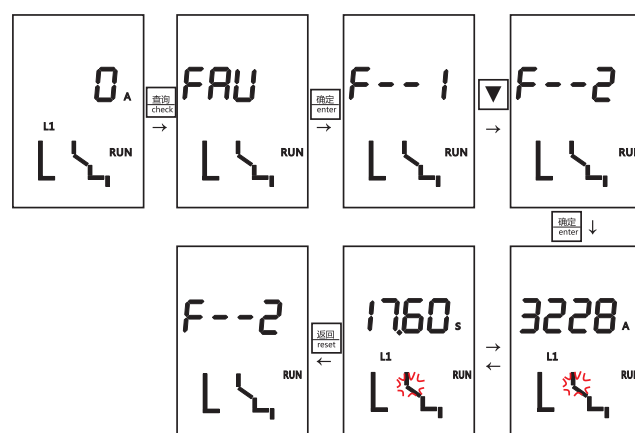 0 A
L1
RUN
查询
check
→
FAU
RUN
确定
enter
→
F--1
RUN
▼
→
F--2
RUN
确定
enter
↓
F--2
RUN
返回
reset
←
17.60 S
L1
RUN
→
←
3228 A
L1
RUN